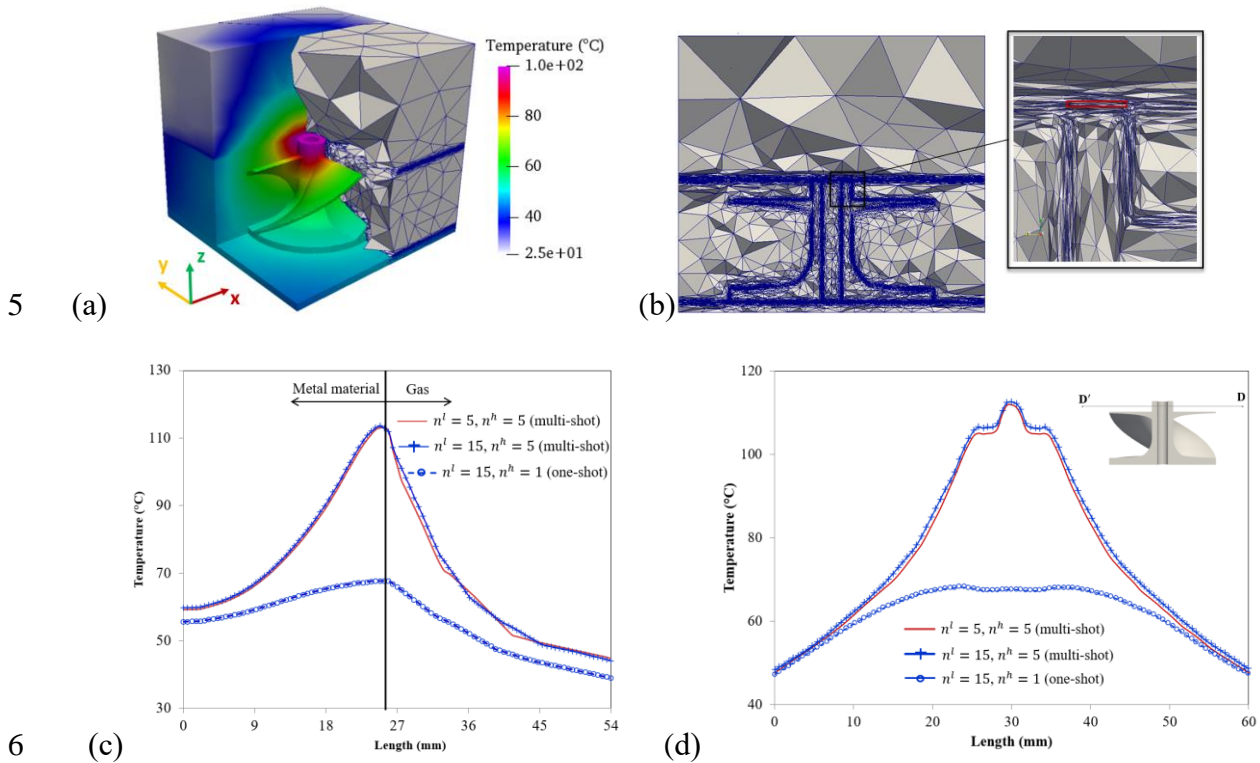 Temperature (°C)
1.0e+02
80
60
40
2.5e+01
z
y
x
5 (a)
(b)
130
110
90
70
50
30
Temperature (°C)
Metal material
Gas
n^l = 5, n^h = 5 (multi-shot)
n^l = 15, n^h = 5 (multi-shot)
n^l = 15, n^h = 1 (one-shot)
0 9 18 27 36 45 54
Length (mm)
6 (c)
120
100
80
60
40
Temperature (°C)
D' D
n^l = 5, n^h = 5 (multi-shot)
n^l = 15, n^h = 5 (multi-shot)
n^l = 15, n^h = 1 (one-shot)
0 10 20 30 40 50 60
Length (mm)
(d)